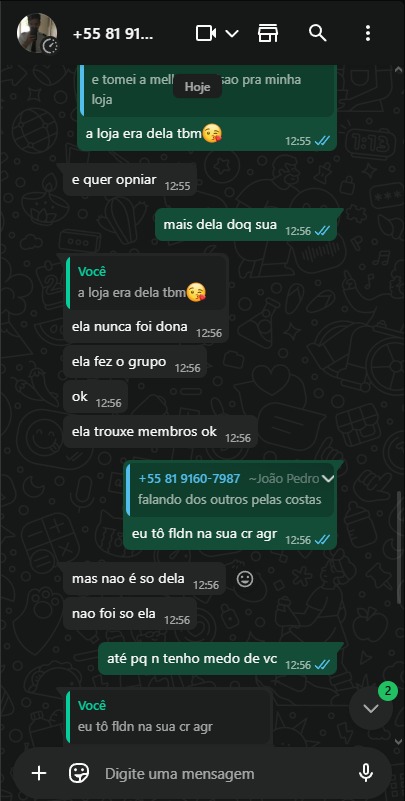 +55 81 91...
e tomei a melh
sao pra minha
loja
Hoje
a loja era dela tbm😘
12:55
e quer opniar 12:55
mais dela doq sua 12:56
Você
a loja era dela tbm😘
ela nunca foi dona 12:56
ela fez o grupo 12:56
ok 12:56
ela trouxe membros ok 12:56
+55 81 9160-7987 ~João Pedro
falando dos outros pelas costas
eu tô fldn na sua cr agr 12:56
mas nao é so dela 12:56
nao foi so ela 12:56
até pq n tenho medo de vc 12:56
2
Você
eu tô fldn na sua cr agr
Digite uma mensagem